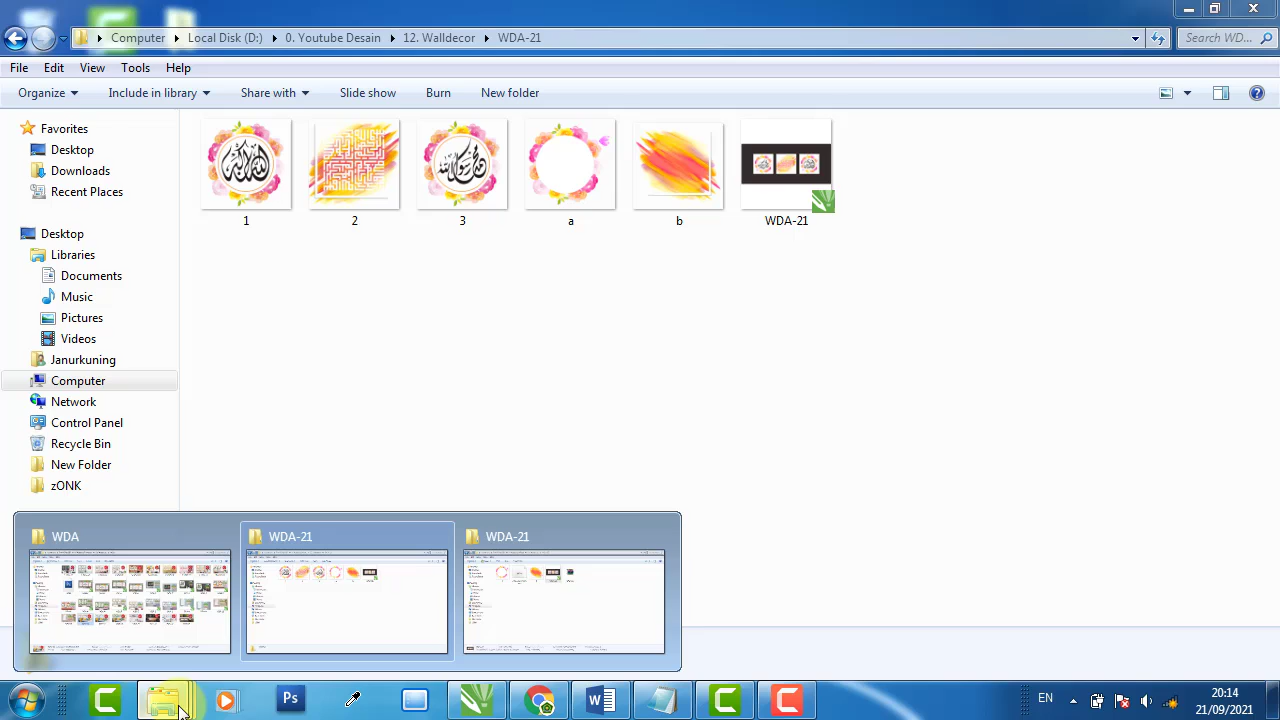 Computer Local Disk (D:) 0. Youtube Desain 12. Walldecor WDA-21 Search WD...
File Edit View Tools Help
Organize Include in library Share with Slide show Burn New folder
Favorites
Desktop
Downloads
Recent Places
Desktop
Libraries
Documents
Music
Pictures
Videos
Janurkuning
Computer
Network
Control Panel
Recycle Bin
New Folder
zONK
1 2 3 a b WDA-21
WDA WDA-21 WDA-21
Ps
EN 20:14
21/09/2021